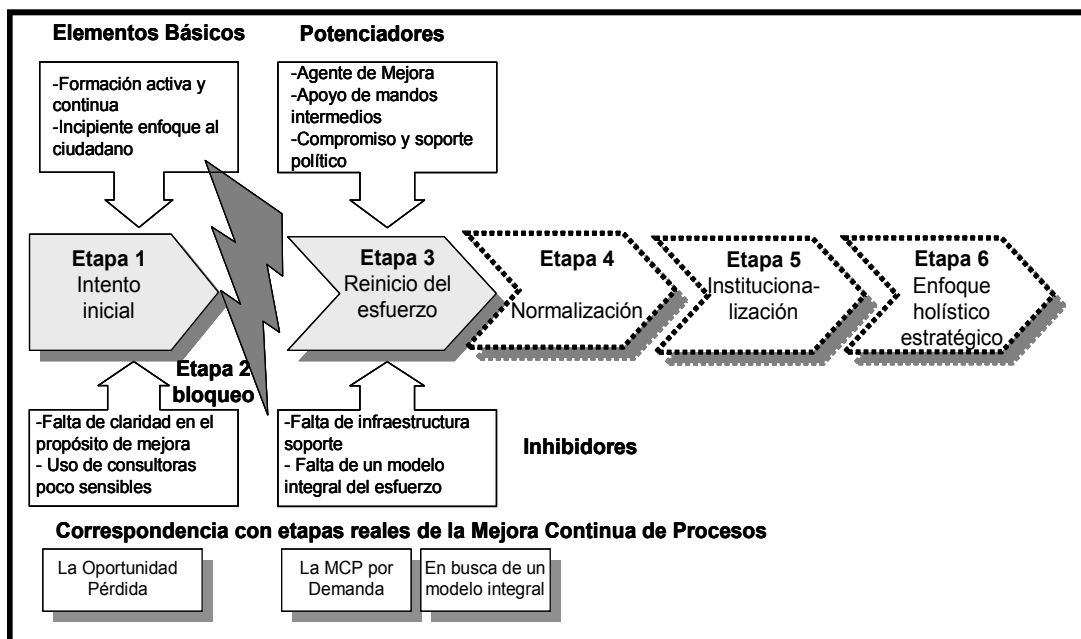 Elementos Básicos
Potenciadores
-Formación activa y
continua
-Incipiente enfoque al
ciudadano
-Agente de Mejora
-Apoyo de mandos
intermedios
-Compromiso y soporte
político
Etapa 1
Intento
inicial
Etapa 2
bloqueo
Etapa 3
Reinicio del
esfuerzo
Etapa 4
Normalización
Etapa 5
Instituciona-
lización
Etapa 6
Enfoque
holístico
estratégico
-Falta de claridad en el
propósito de mejora
- Uso de consultoras
poco sensibles
-Falta de infraestructura
soporte
- Falta de un modelo
integral del esfuerzo
Inhibidores
Correspondencia con etapas reales de la Mejora Continua de Procesos
La Oportunidad
Pérdida
La MCP por
Demanda
En busca de un
modelo integral